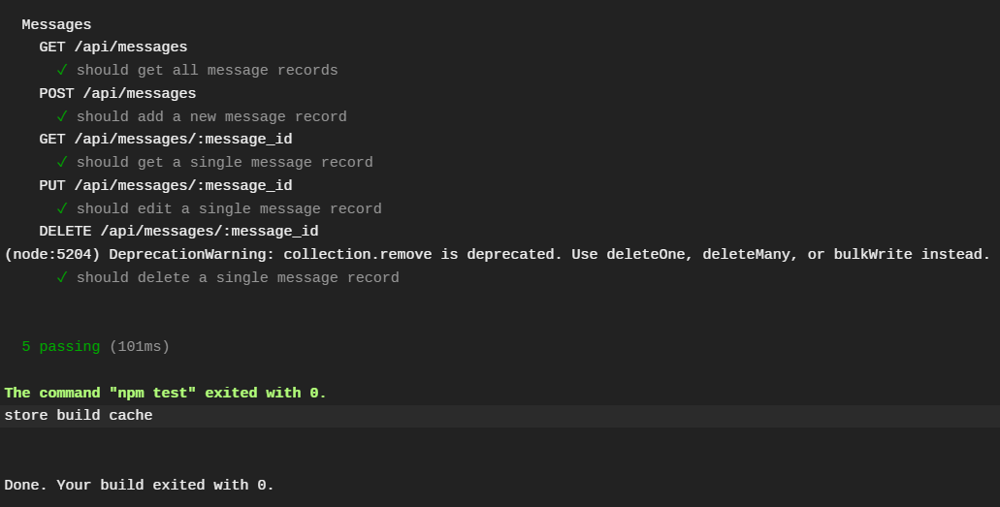 Messages
GET /api/messages
✓ should get all message records
POST /api/messages
✓ should add a new message record
GET /api/messages/:message_id
✓ should get a single message record
PUT /api/messages/:message_id
✓ should edit a single message record
DELETE /api/messages/:message_id
(node:5204) DeprecationWarning: collection.remove is deprecated. Use deleteOne, deleteMany, or bulkWrite instead.
✓ should delete a single message record
5 passing (101ms)
The command "npm test" exited with 0.
store build cache
Done. Your build exited with 0.